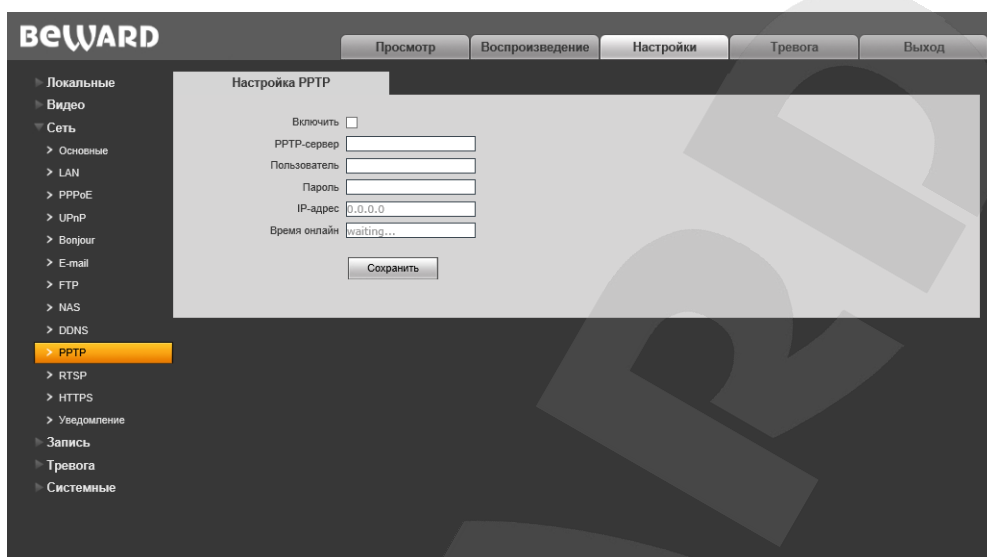 BEWARD
Просмотр
Воспроизведение
Настройки
Тревога
Выход
Локальные
Видео
Сеть
Основные
LAN
PPPoE
UPnP
Bonjour
E-mail
FTP
NAS
DDNS
PPTP
RTSP
HTTPS
Уведомление
Запись
Тревога
Системные
Настройка PPTP
Включить
PPTP-сервер
Пользователь
Пароль
IP-адрес 0.0.0.0
Время онлайн waiting...
Сохранить